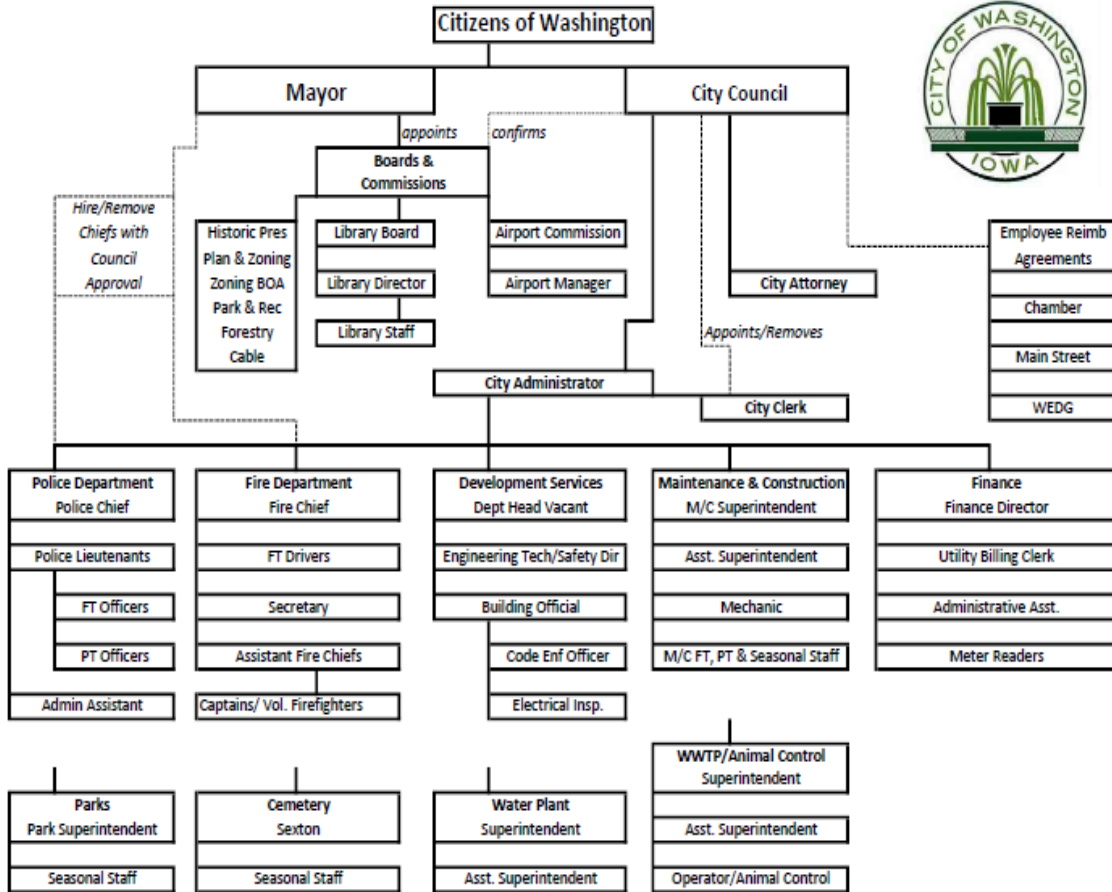 Citizens of Washington
CITY OF WASHINGTON
IOWA
Mayor
City Council
appoints
confirms
Boards &
Commissions
Hire/Remove
Chiefs with
Council
Approval
Historic Pres
Plan & Zoning
Zoning BOA
Park & Rec
Forestry
Cable
Library Board
Library Director
Library Staff
Airport Commission
Airport Manager
City Attorney
Employee Reimb
Agreements
Chamber
Main Street
WEDG
Appoints/Removes
City Administrator
City Clerk
Police Department
Police Chief
Police Lieutenants
FT Officers
PT Officers
Admin Assistant
Fire Department
Fire Chief
FT Drivers
Secretary
Assistant Fire Chiefs
Captains/ Vol. Firefighters
Development Services
Dept Head Vacant
Engineering Tech/Safety Dir
Building Official
Code Enf Officer
Electrical Insp.
Maintenance & Construction
M/C Superintendent
Asst. Superintendent
Mechanic
M/C FT, PT & Seasonal Staff
Finance
Finance Director
Utility Billing Clerk
Administrative Asst.
Meter Readers
Parks
Park Superintendent
Seasonal Staff
Cemetery
Sexton
Seasonal Staff
Water Plant
Superintendent
Asst. Superintendent
WWTP/Animal Control
Superintendent
Asst. Superintendent
Operator/Animal Control